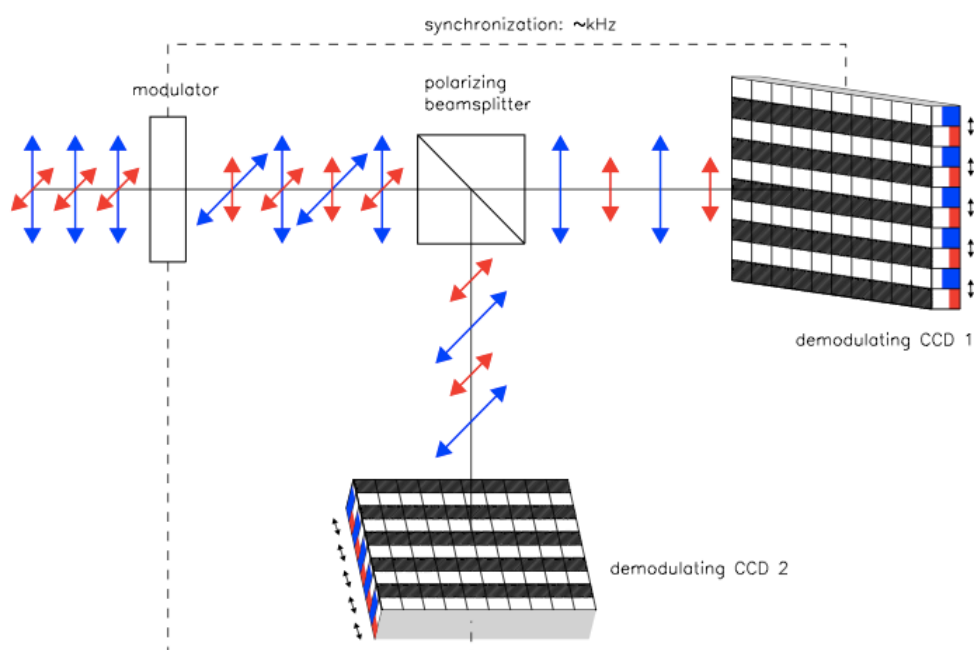 synchronization: ~kHz
modulator
polarizing
beamsplitter
demodulating CCD 1
demodulating CCD 2